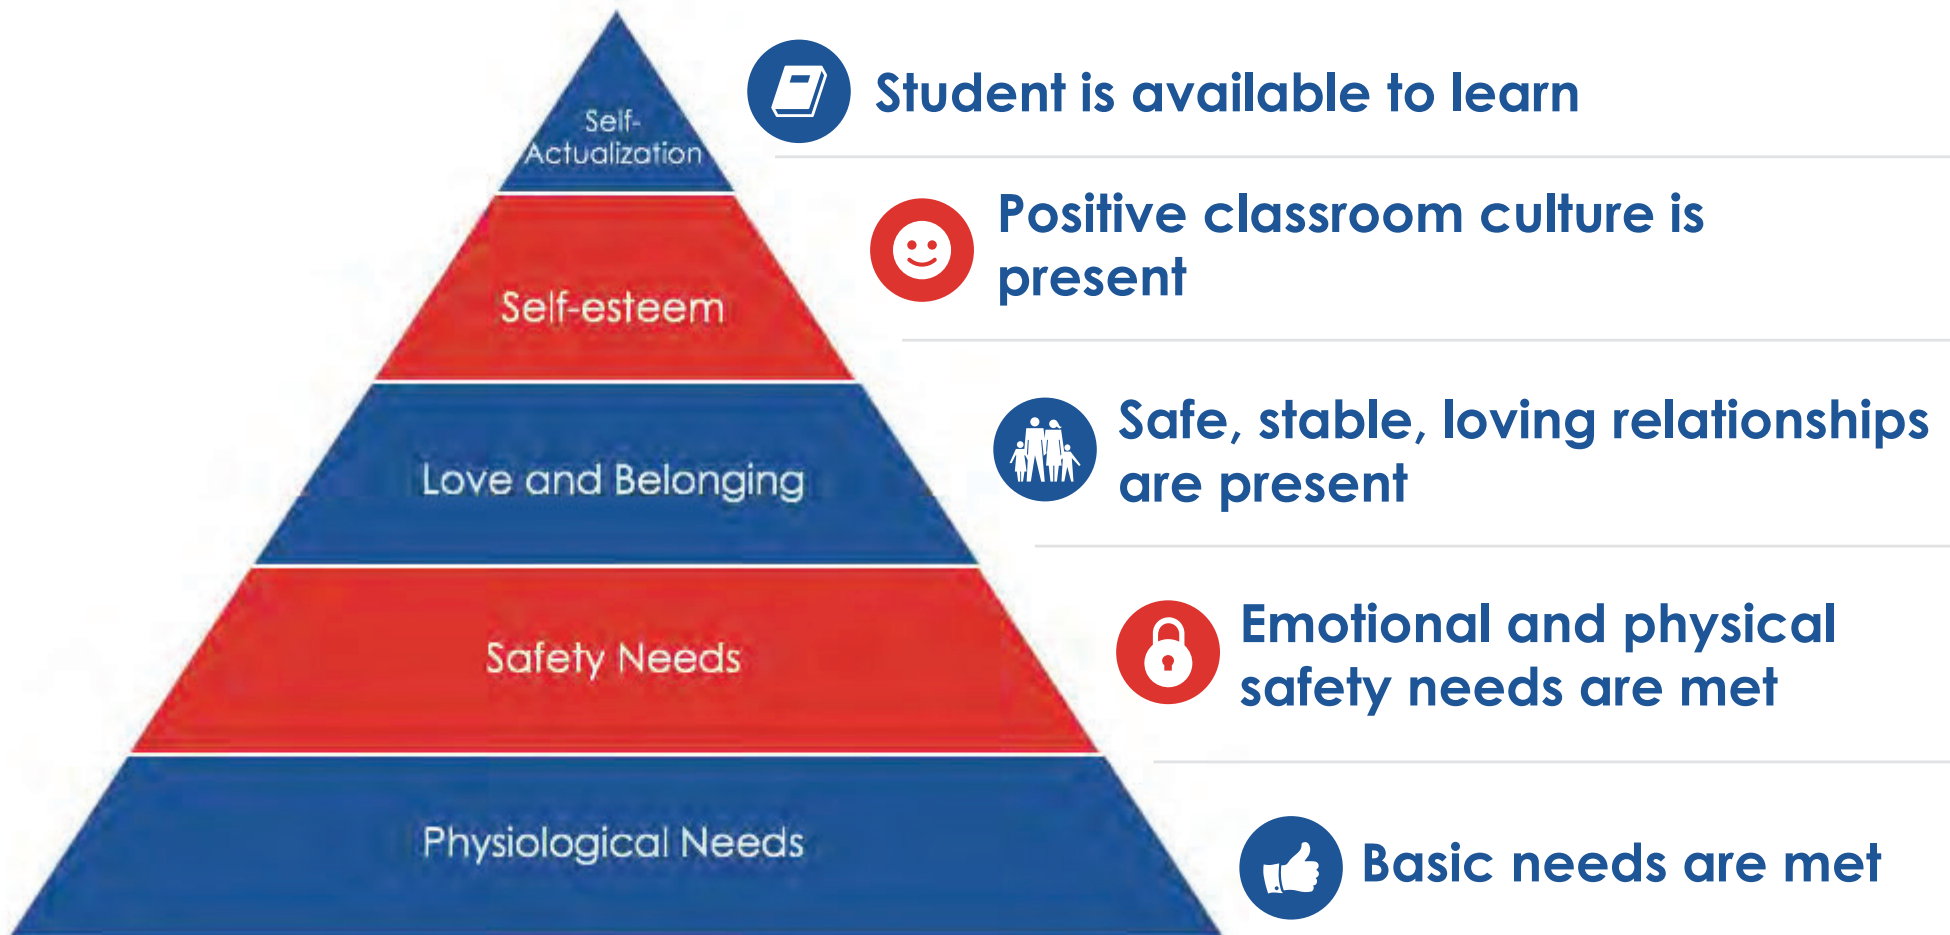 Self-
Actualization
Student is available to learn
Self-esteem
Positive classroom culture is
present
Love and Belonging
Safe, stable, loving relationships
are present
Safety Needs
Emotional and physical
safety needs are met
Physiological Needs
Basic needs are met